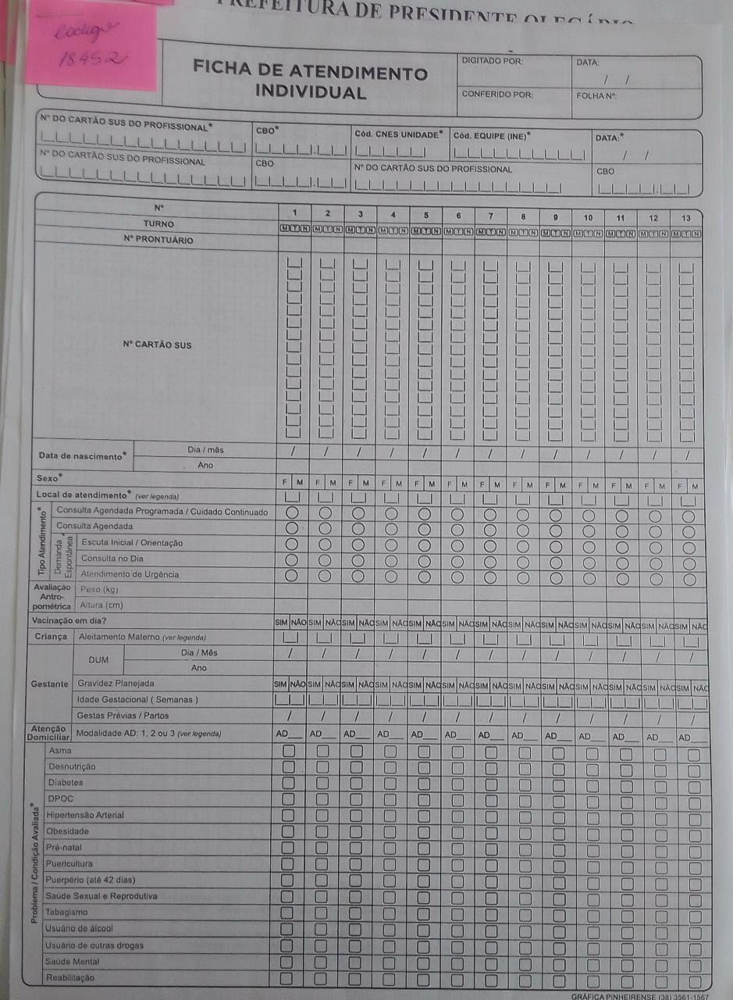 PREFEITURA DE PRESIDENTE OLEGÁRIO
Codigo
18452
FICHA DE ATENDIMENTO
INDIVIDUAL
DIGITADO POR:
DATA:
/ /
CONFERIDO POR:
FOLHA Nº:
Nº DO CARTÃO SUS DO PROFISSIONAL*
CBO*
Cód. CNES UNIDADE*
Cód. EQUIPE (INE)*
DATA:*
/ /
Nº DO CARTÃO SUS DO PROFISSIONAL
CBO
Nº DO CARTÃO SUS DO PROFISSIONAL
CBO
Nº 1 2 3 4 5 6 7 8 9 10 11 12 13
TURNO M T N M T N M T N M T N M T N M T N M T N M T N M T N M T N M T N M T N M T N
Nº PRONTUÁRIO
Nº CARTÃO SUS
Data de nascimento*
Dia / mês / / / / / / / / / / / / /
Ano
Sexo* F M F M F M F M F M F M F M F M F M F M F M F M F M
Local de atendimento* (ver legenda)
Tipo Atendimento*
Consulta Agendada Programada / Cuidado Continuado
Consulta Agendada
Demanda
Espontânea
Escuta Inicial / Orientação
Consulta no Dia
Atendimento de Urgência
Avaliação
Antro-
pométrica
Peso (kg)
Altura (cm)
Vacinação em dia? SIM NÃO SIM NÃO SIM NÃO SIM NÃO SIM NÃO SIM NÃO SIM NÃO SIM NÃO SIM NÃO SIM NÃO SIM NÃO SIM NÃO SIM NÃO
Criança Aleitamento Materno (ver legenda)
Gestante
DUM
Dia / Mês / / / / / / / / / / / / /
Ano
Gravidez Planejada SIM NÃO SIM NÃO SIM NÃO SIM NÃO SIM NÃO SIM NÃO SIM NÃO SIM NÃO SIM NÃO SIM NÃO SIM NÃO SIM NÃO SIM NÃO
Idade Gestacional ( Semanas )
Gestas Prévias / Partos / / / / / / / / / / / / /
Atenção
Domiciliar
Modalidade AD: 1, 2 ou 3 (ver legenda) AD___ AD___ AD___ AD___ AD___ AD___ AD___ AD___ AD___ AD___ AD___ AD___ AD___
Problema / Condição Avaliada*
Asma
Desnutrição
Diabetes
DPOC
Hipertensão Arterial
Obesidade
Pré-natal
Puericultura
Puerpério (até 42 dias)
Saúde Sexual e Reprodutiva
Tabagismo
Usuário de álcool
Usuário de outras drogas
Saúde Mental
Reabilitação
GRÁFICA PINHEIRENSE (38) 3561-1567